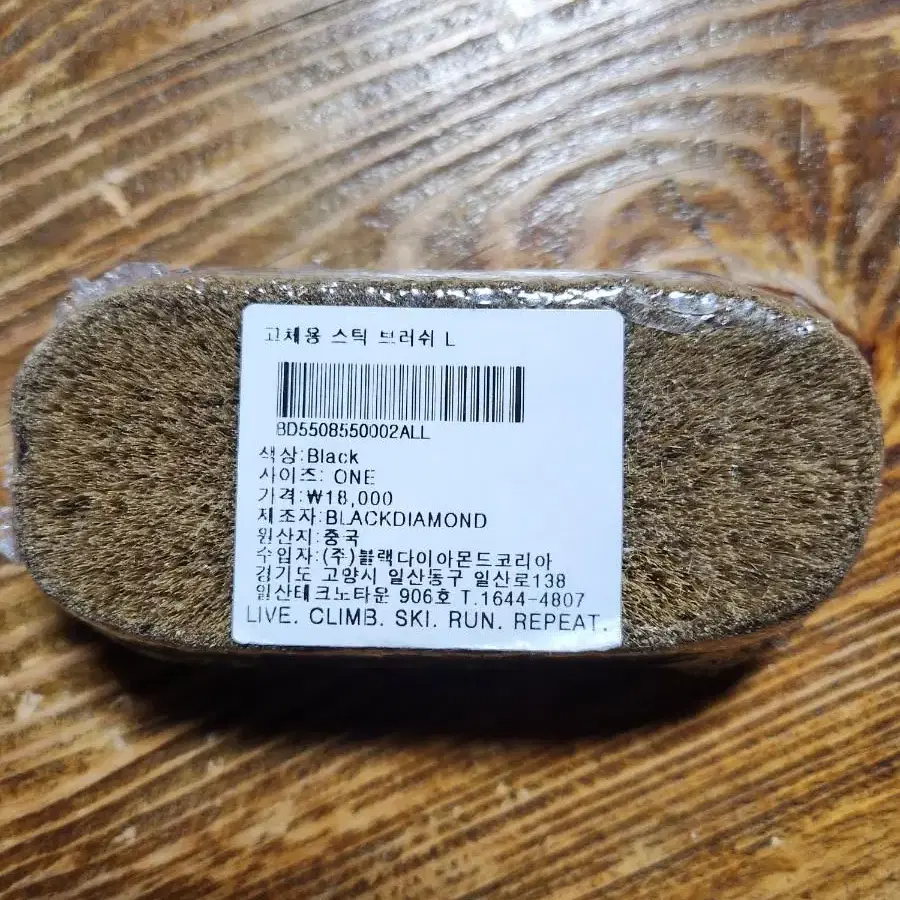 교체용 스틱 브러쉬 L
BD5508550002ALL
색상:Black
사이즈: ONE
가격:₩18,000
제조자:BLACKDIAMOND
원산지:중국
수입자:(주)블랙다이아몬드코리아
경기도 고양시 일산동구 일산로138
일산테크노타운 906호 T.1644-4807
LIVE. CLIMB. SKI. RUN. REPEAT.